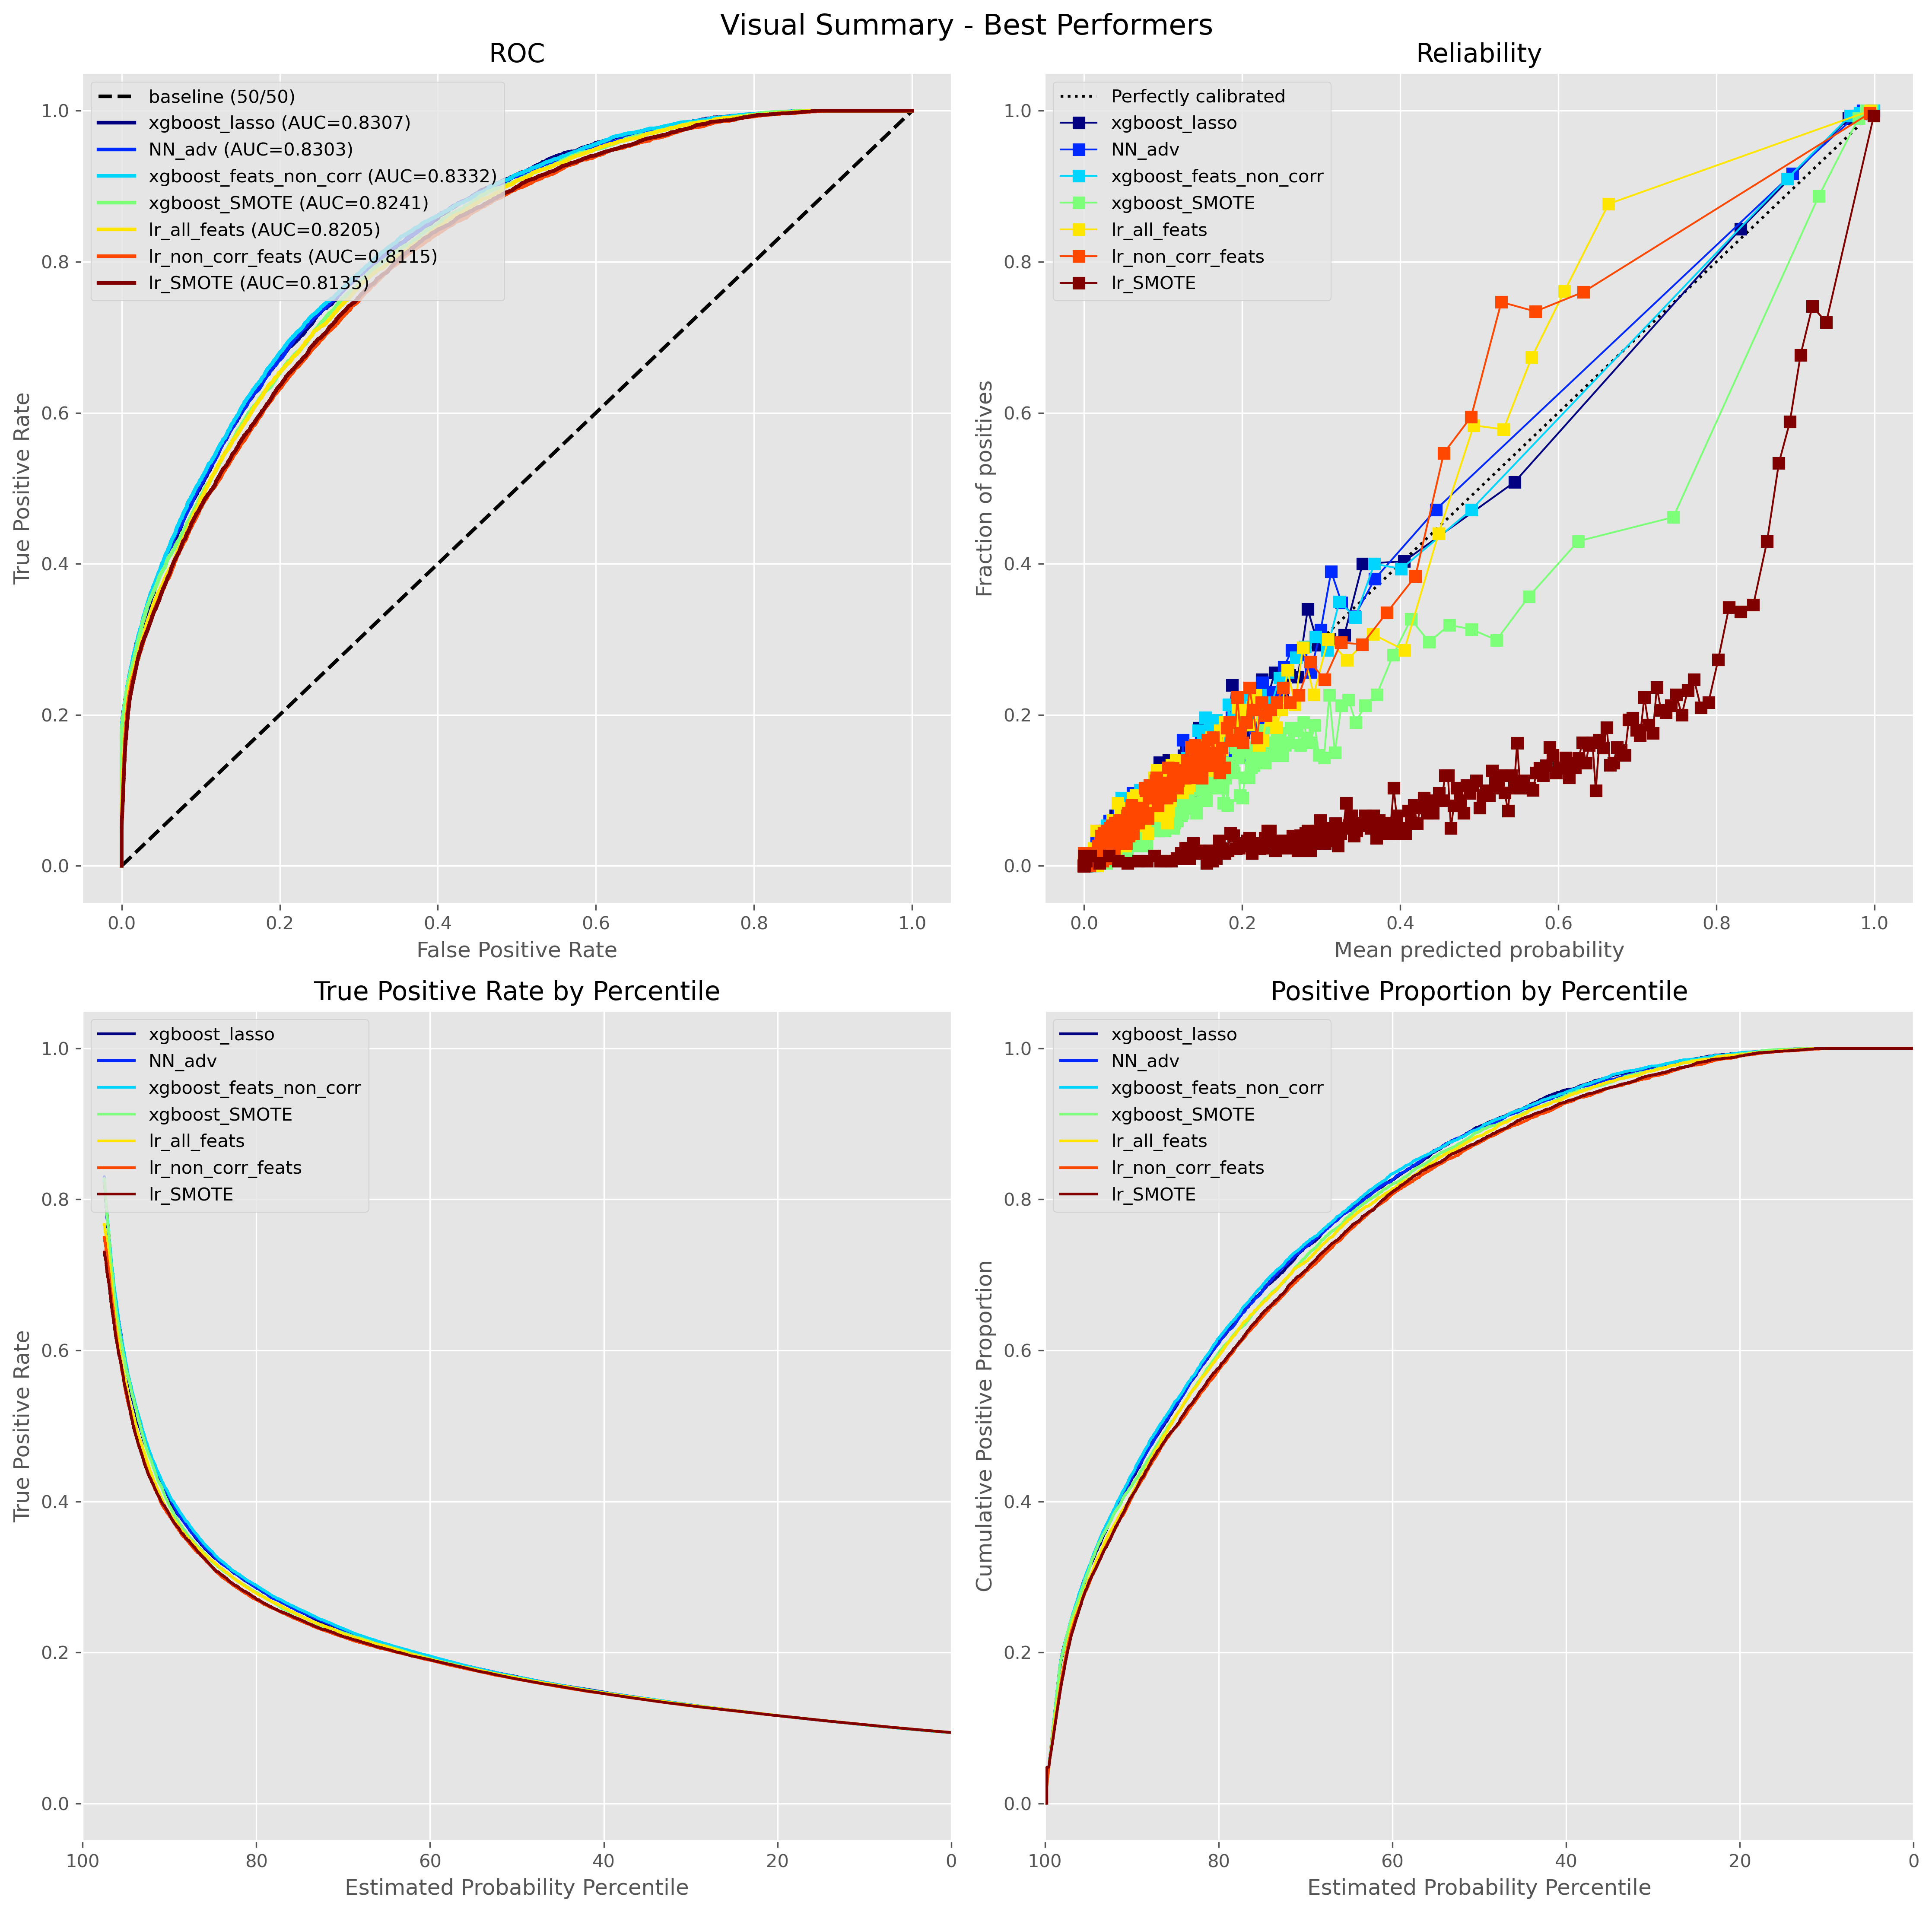 Visual Summary - Best Performers
ROC
baseline (50/50)
xgboost_lasso (AUC=0.8307)
NN_adv (AUC=0.8303)
xgboost_feats_non_corr (AUC=0.8332)
xgboost_SMOTE (AUC=0.8241)
lr_all_feats (AUC=0.8205)
lr_non_corr_feats (AUC=0.8115)
lr_SMOTE (AUC=0.8135)
True Positive Rate
1.0
0.8
0.6
0.4
0.2
0.0
0.0 0.2 0.4 0.6 0.8 1.0
False Positive Rate
Reliability
Perfectly calibrated
xgboost_lasso
NN_adv
xgboost_feats_non_corr
xgboost_SMOTE
lr_all_feats
lr_non_corr_feats
lr_SMOTE
Fraction of positives
1.0
0.8
0.6
0.4
0.2
0.0
0.0 0.2 0.4 0.6 0.8 1.0
Mean predicted probability
True Positive Rate by Percentile
xgboost_lasso
NN_adv
xgboost_feats_non_corr
xgboost_SMOTE
lr_all_feats
lr_non_corr_feats
lr_SMOTE
True Positive Rate
1.0
0.8
0.6
0.4
0.2
0.0
100 80 60 40 20 0
Estimated Probability Percentile
Positive Proportion by Percentile
xgboost_lasso
NN_adv
xgboost_feats_non_corr
xgboost_SMOTE
lr_all_feats
lr_non_corr_feats
lr_SMOTE
Cumulative Positive Proportion
1.0
0.8
0.6
0.4
0.2
0.0
100 80 60 40 20 0
Estimated Probability Percentile